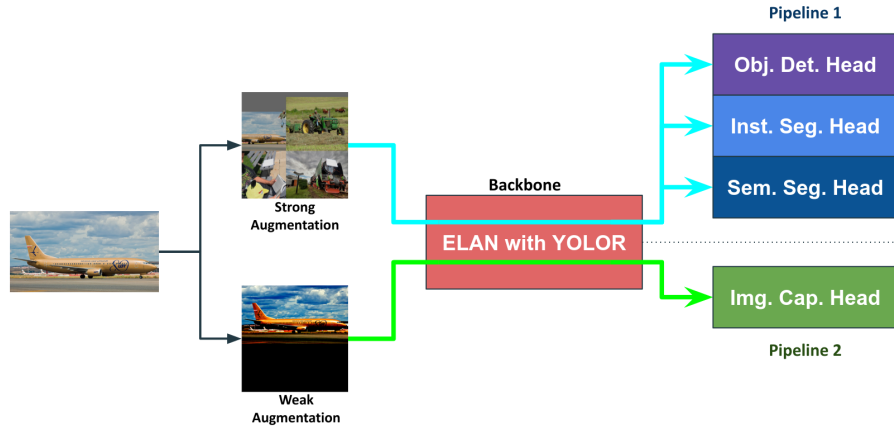 Pipeline 1
Obj. Det. Head
Inst. Seg. Head
Sem. Seg. Head
Strong
Augmentation
Backbone
ELAN with YOLOR
Img. Cap. Head
Pipeline 2
Weak
Augmentation